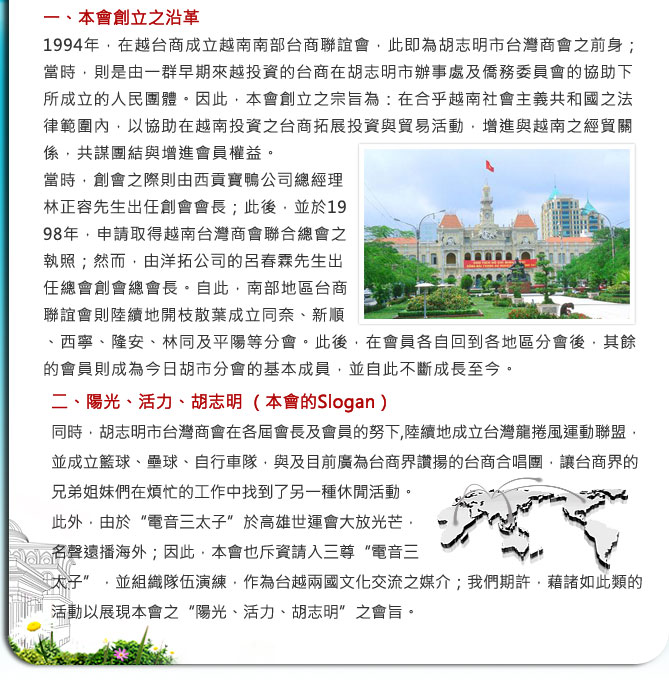 一、本會創立之沿革
1994年，在越台商成立越南南部台商聯誼會，此即為胡志明市台灣商會之前身；
當時，則是由一群早期來越投資的台商在胡志明市辦事處及僑務委員會的協助下
所成立的人民團體。因此，本會創立之宗旨為：在合乎越南社會主義共和國之法
律範圍內，以協助在越南投資之台商拓展投資與貿易活動，增進與越南之經貿關
係，共謀團結與增進會員權益。
當時，創會之際則由西貢寶鴨公司總經理
林正容先生出任創會會長；此後，並於19
98年，申請取得越南台灣商會聯合總會之
執照；然而，由洋拓公司的呂春霖先生出
任總會創會總會長。自此，南部地區台商
聯誼會則陸續地開枝散葉成立同奈、新順
、西寧、隆安、林同及平陽等分會。此後，在會員各自回到各地區分會後，其餘
的會員則成為今日胡市分會的基本成員，並自此不斷成長至今。
二、陽光、活力、胡志明（本會的Slogan）
同時，胡志明市台灣商會在各屆會長及會員的努下,陸續地成立台灣龍捲風運動聯盟，
並成立籃球、壘球、自行車隊，與及目前廣為台商界讚揚的台商合唱團，讓台商界的
兄弟姐妹們在煩忙的工作中找到了另一種休閒活動。
此外，由於“電音三太子”於高雄世運會大放光芒，
名聲遠播海外；因此，本會也斥資請入三尊“電音三
太子”，並組織隊伍演練，作為台越兩國文化交流之媒介；我們期許，藉諸如此類的
活動以展現本會之“陽光、活力、胡志明”之會旨。